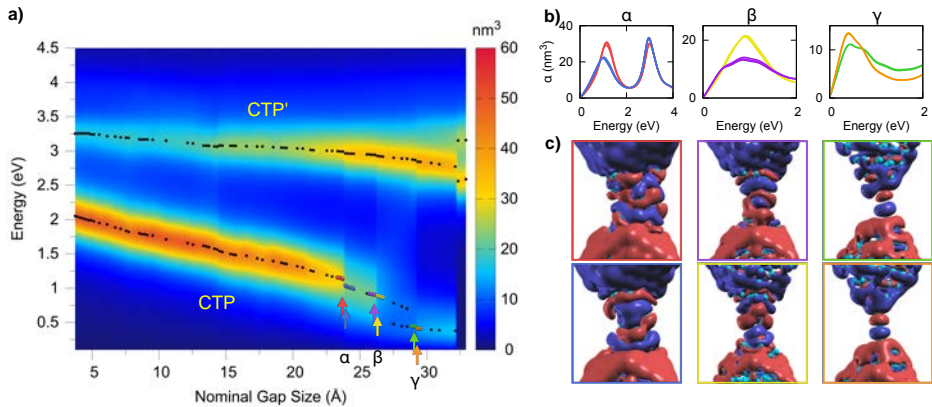 a)
nm³
4.5
4
3.5
3
2.5
2
1.5
1
0.5
Energy (eV)
CTP'
CTP
α
β
γ
5
10
15
20
25
30
Nominal Gap Size (Å)
60
50
40
30
20
10
0
b)
α
β
γ
α (nm³)
40
20
0
0
2
4
Energy (eV)
20
0
0
1
2
Energy (eV)
10
0
0
1
2
Energy (eV)
c)